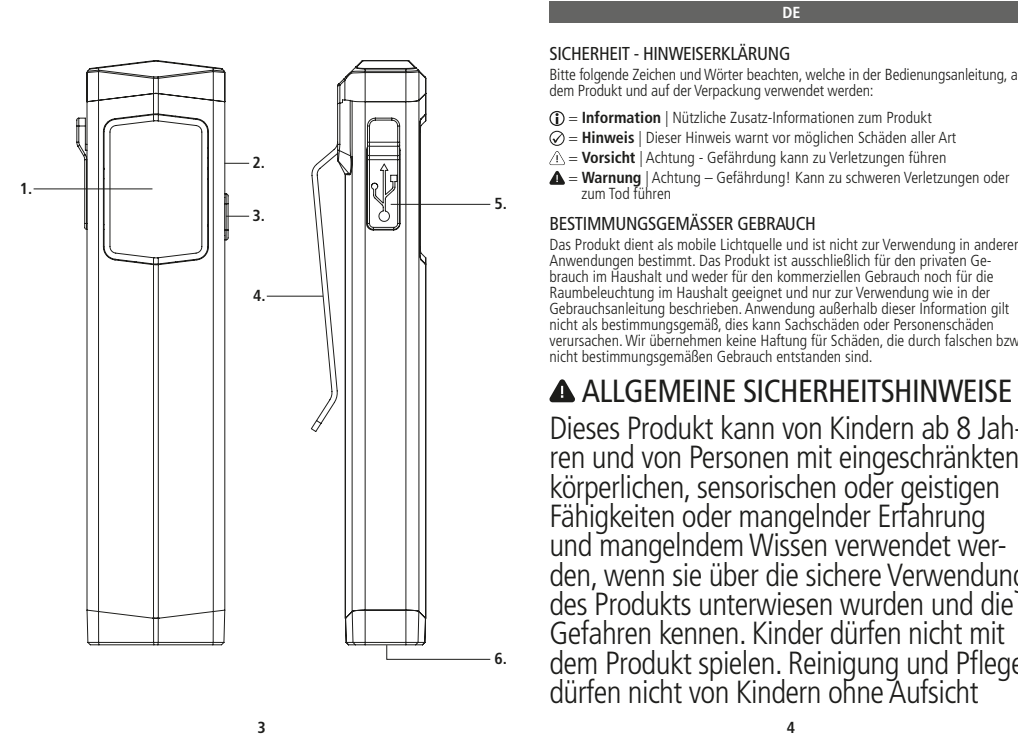 1.
2.
3.
4.
5.
6.
3
DE
SICHERHEIT - HINWEISERKLÄRUNG
Bitte folgende Zeichen und Wörter beachten, welche in der Bedienungsanleitung, a
dem Produkt und auf der Verpackung verwendet werden:
= Information | Nützliche Zusatz-Informationen zum Produkt
= Hinweis | Dieser Hinweis warnt vor möglichen Schäden aller Art
= Vorsicht | Achtung - Gefährdung kann zu Verletzungen führen
= Warnung | Achtung – Gefährdung! Kann zu schweren Verletzungen oder
zum Tod führen
BESTIMMUNGSGEMÄSSER GEBRAUCH
Das Produkt dient als mobile Lichtquelle und ist nicht zur Verwendung in anderen
Anwendungen bestimmt. Das Produkt ist ausschließlich für den privaten Ge-
brauch im Haushalt und weder für den kommerziellen Gebrauch noch für die
Raumbeleuchtung im Haushalt geeignet und nur zur Verwendung wie in der
Gebrauchsanleitung beschrieben. Anwendung außerhalb dieser Information gilt
nicht als bestimmungsgemäß, dies kann Sachschäden oder Personenschäden
verursachen. Wir übernehmen keine Haftung für Schäden, die durch falschen bzw
nicht bestimmungsgemäßen Gebrauch entstanden sind.
ALLGEMEINE SICHERHEITSHINWEISE
Dieses Produkt kann von Kindern ab 8 Jah-
ren und von Personen mit eingeschränkten
körperlichen, sensorischen oder geistigen
Fähigkeiten oder mangelnder Erfahrung
und mangelndem Wissen verwendet wer-
den, wenn sie über die sichere Verwendung
des Produkts unterwiesen wurden und die
Gefahren kennen. Kinder dürfen nicht mit
dem Produkt spielen. Reinigung und Pflege
dürfen nicht von Kindern ohne Aufsicht
4